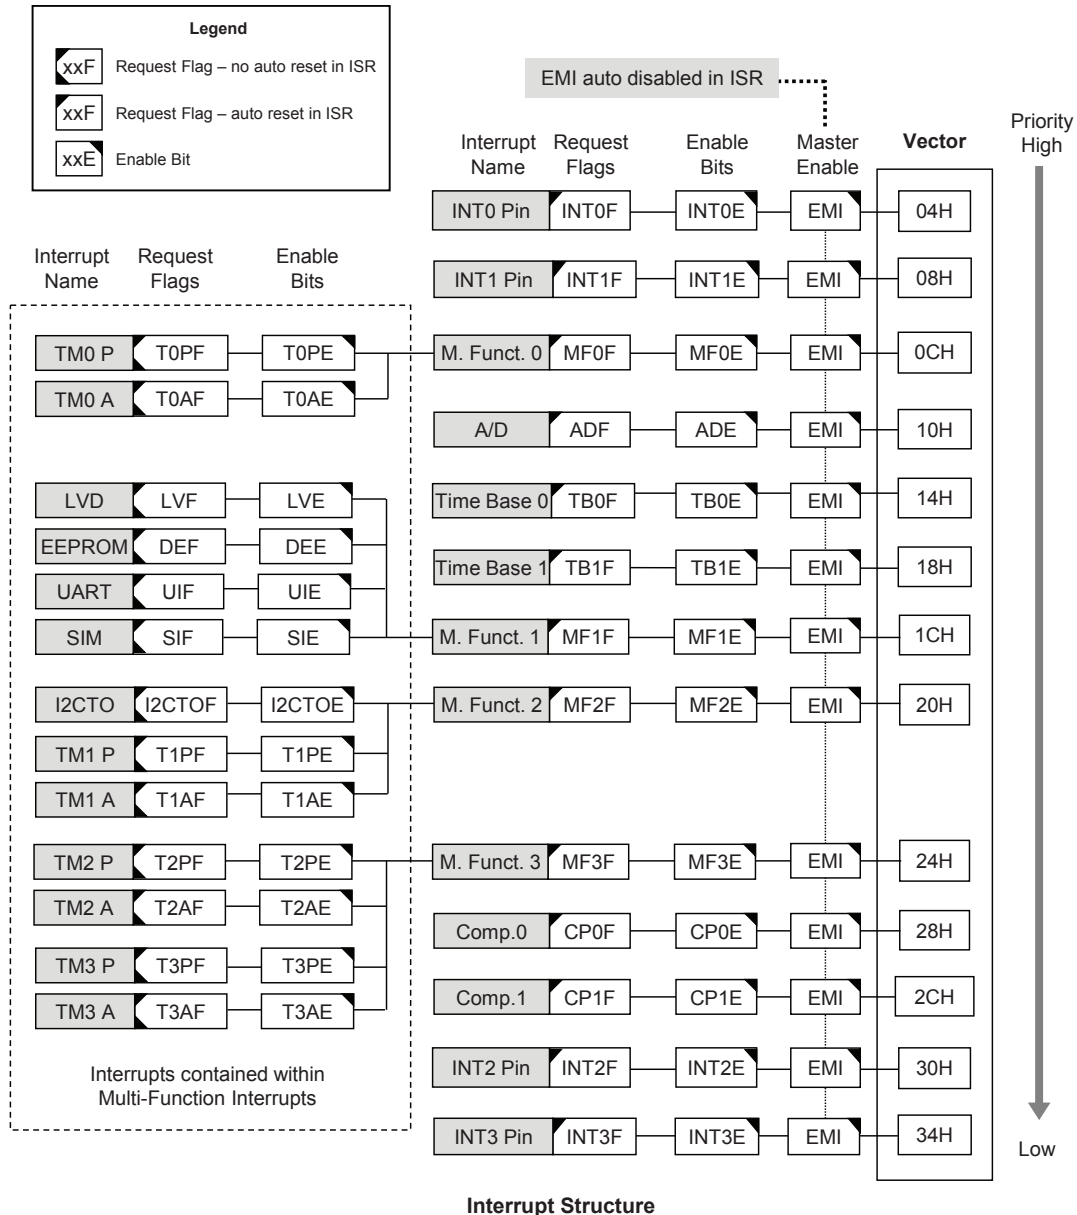 Legend
xxF Request Flag – no auto reset in ISR
xxF Request Flag – auto reset in ISR
xxE Enable Bit
EMI auto disabled in ISR
Priority
High
Interrupt Name
Request Flags
Enable Bits
Master Enable
Vector
INT0 Pin INT0F INT0E EMI 04H
Interrupt Name
Request Flags
Enable Bits
INT1 Pin INT1F INT1E EMI 08H
TM0 P T0PF T0PE M. Funct. 0 MF0F MF0E EMI 0CH
TM0 A T0AF T0AE
A/D ADF ADE EMI 10H
LVD LVF LVE Time Base 0 TB0F TB0E EMI 14H
EEPROM DEF DEE
UART UIF UIE Time Base 1 TB1F TB1E EMI 18H
SIM SIF SIE M. Funct. 1 MF1F MF1E EMI 1CH
I2CTO I2CTOF I2CTOE M. Funct. 2 MF2F MF2E EMI 20H
TM1 P T1PF T1PE
TM1 A T1AF T1AE
TM2 P T2PF T2PE M. Funct. 3 MF3F MF3E EMI 24H
TM2 A T2AF T2AE
Comp.0 CP0F CP0E EMI 28H
TM3 P T3PF T3PE
TM3 A T3AF T3AE
Comp.1 CP1F CP1E EMI 2CH
Interrupts contained within
Multi-Function Interrupts
INT2 Pin INT2F INT2E EMI 30H
INT3 Pin INT3F INT3E EMI 34H
Low
Interrupt Structure